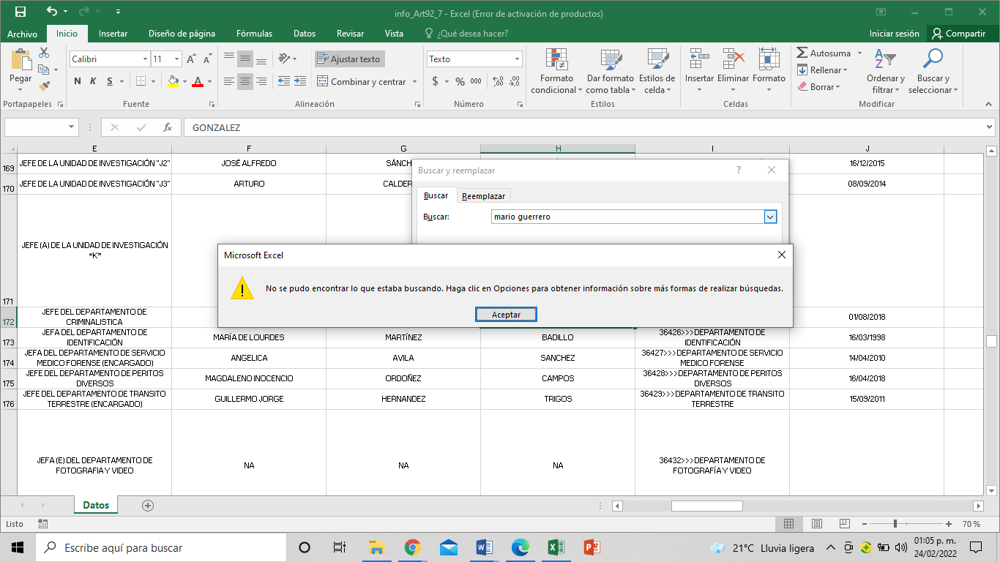 info_Art92_7 - Excel (Error de activación de productos)
Archivo Inicio Insertar Diseño de página Fórmulas Datos Revisar Vista ¿Qué desea hacer? Iniciar sesión Compartir
Pegar
Calibri 11
N K S
Ajustar texto
Combinar y centrar
Texto
$ % 000
Formato condicional
Dar formato como tabla
Estilos de celda
Insertar
Eliminar
Formato
Autosuma
Rellenar
Borrar
Ordenar y filtrar
Buscar y seleccionar
Portapapeles Fuente Alineación Número Estilos Celdas Modificar
fx GONZALEZ
E F G H I J
169 JEFE DE LA UNIDAD DE INVESTIGACIÓN "J2" JOSÉ ALFREDO SÁNCH 16/12/2015
170 JEFE DE LA UNIDAD DE INVESTIGACIÓN "J3" ARTURO CALDER 08/09/2014
Buscar y reemplazar
Buscar Reemplazar
Buscar: mario guerrero
171 JEFE (A) DE LA UNIDAD DE INVESTIGACIÓN
“K”
Microsoft Excel
No se pudo encontrar lo que estaba buscando. Haga clic en Opciones para obtener información sobre más formas de realizar búsquedas.
Aceptar
172 JEFE DEL DEPARTAMENTO DE
CRIMINALISTICA 01/08/2018
173 JEFA DEL DEPARTAMENTO DE
IDENTIFICACIÓN MARÍA DE LOURDES MARTÍNEZ BADILLO 36426>>>DEPARTAMENTO DE
IDENTIFICACIÓN 16/03/1998
174 JEFA DEL DEPARTAMENTO DE SERVICIO
MEDICO FORENSE (ENCARGADO) ANGELICA AVILA SANCHEZ 36427>>>DEPARTAMENTO DE SERVICIO
MEDICO FORENSE 14/04/2010
175 JEFE DEL DEPARTAMENTO DE PERITOS
DIVERSOS MAGDALENO INOCENCIO ORDOÑEZ CAMPOS 36428>>>DEPARTAMENTO DE PERITOS
DIVERSOS 16/04/2018
176 JEFE DEL DEPARTAMENTO DE TRANSITO
TERRESTRE (ENCARGADO) GUILLERMO JORGE HERNANDEZ TRIGOS 36429>>>DEPARTAMENTO DE TRANSITO
TERRESTRE 15/09/2011
JEFA (E) DEL DEPARTAMENTO DE
FOTOGRAFIA Y VIDEO NA NA NA 36432>>>DEPARTAMENTO DE
FOTOGRAFÍA Y VIDEO
Datos
Listo 70 %
Escribe aquí para buscar
21°C Lluvia ligera
01:05 p. m.
24/02/2022